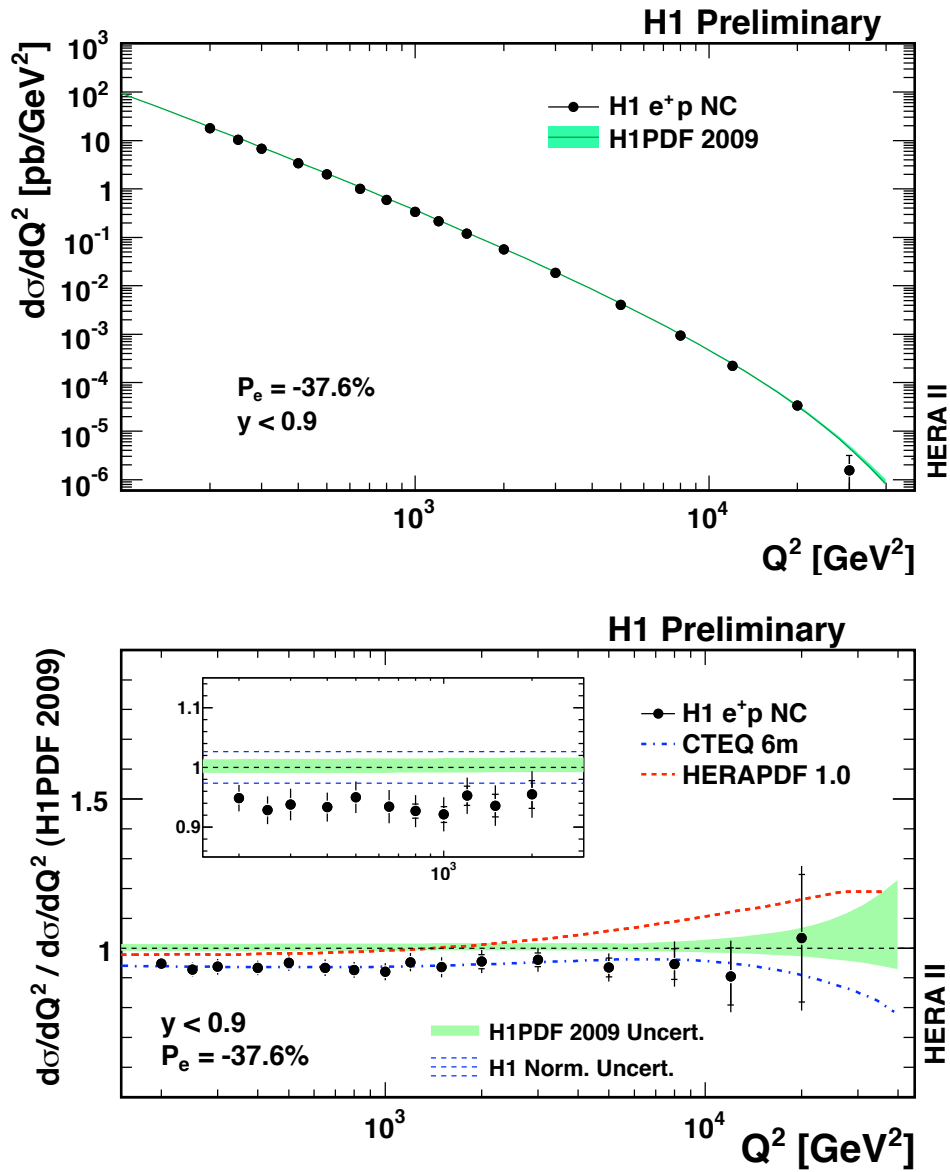 H1 Preliminary
dσ/dQ² [pb/GeV²]
10³
10²
10
1
10⁻¹
10⁻²
10⁻³
10⁻⁴
10⁻⁵
10⁻⁶
H1 e⁺p NC
H1PDF 2009
Pₑ = -37.6%
y < 0.9
HERA II
10³
10⁴
Q² [GeV²]
H1 Preliminary
dσ/dQ² / dσ/dQ² (H1PDF 2009)
1.5
1
1.1
1
0.9
10³
H1 e⁺p NC
CTEQ 6m
HERAPDF 1.0
y < 0.9
Pₑ = -37.6%
H1PDF 2009 Uncert.
H1 Norm. Uncert.
HERA II
10³
10⁴
Q² [GeV²]